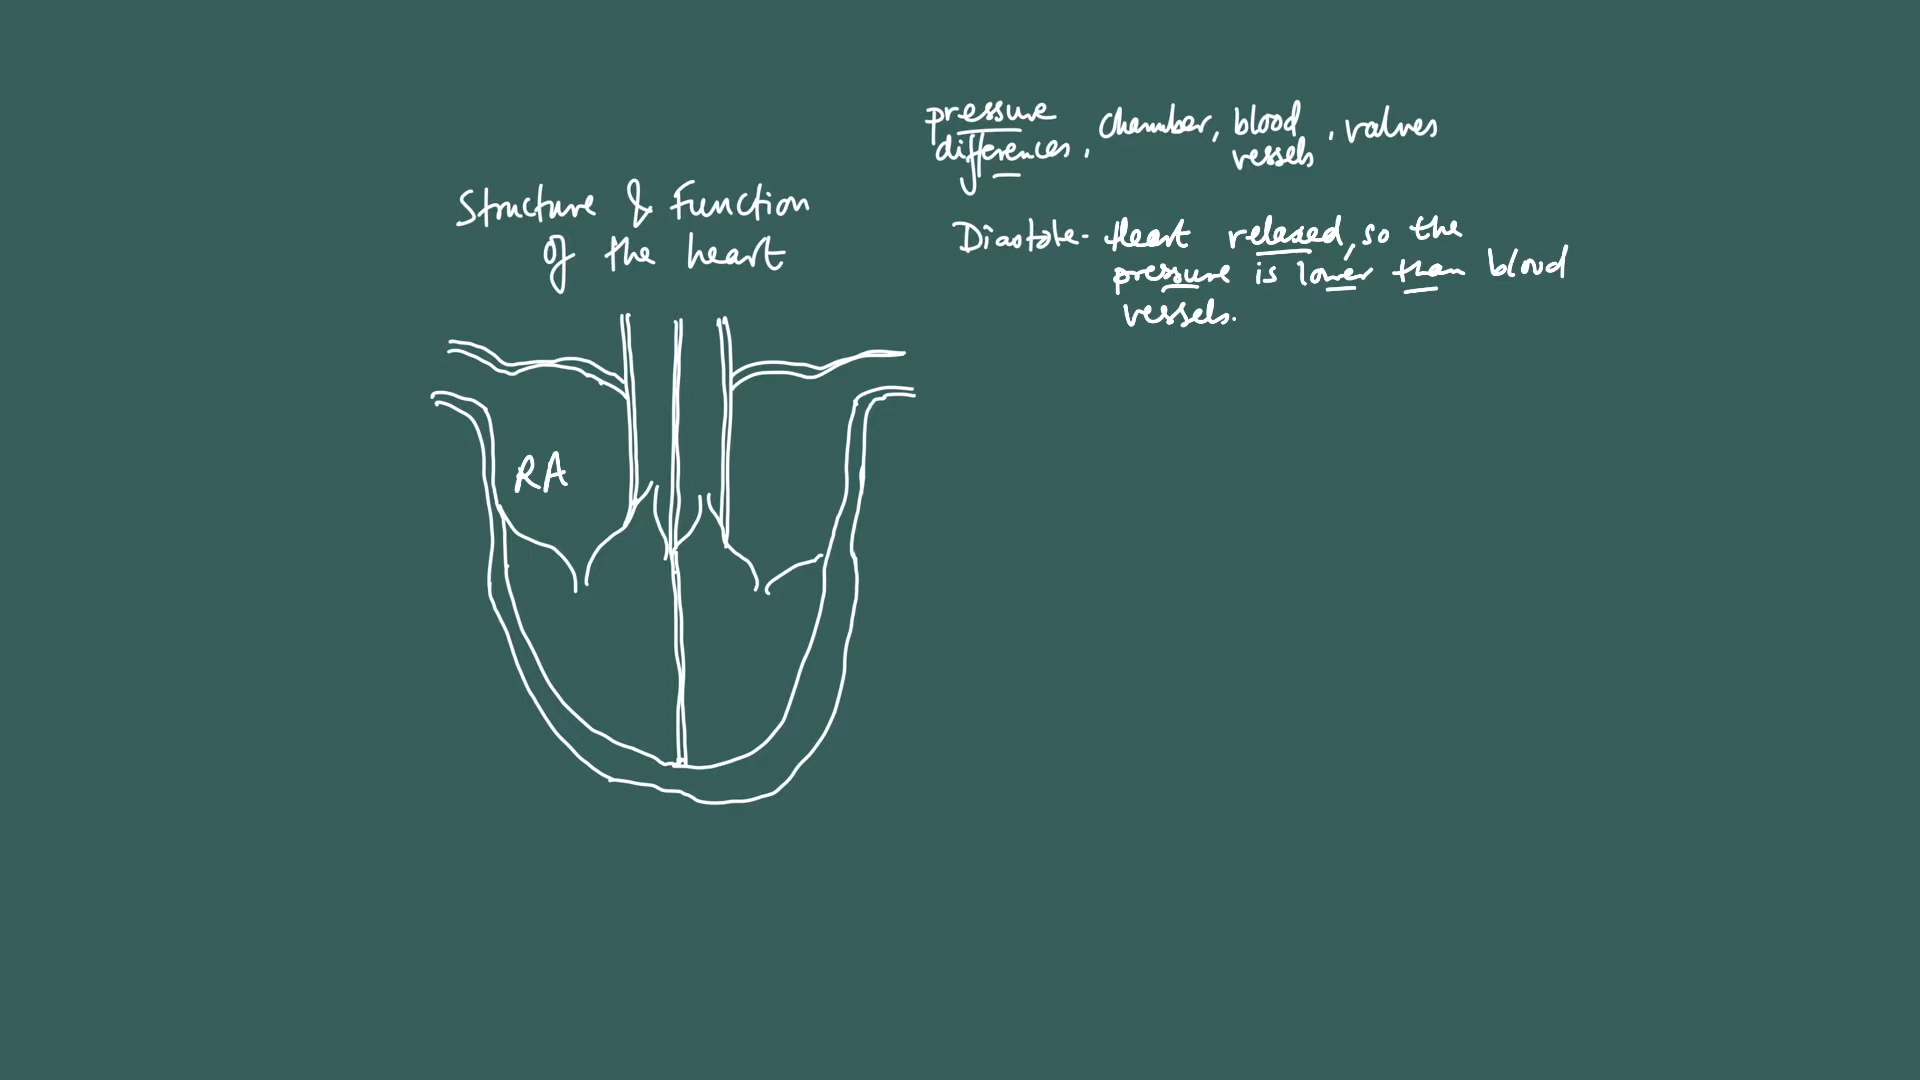 pressure
differences, chamber, blood vessels, valves
Structure & Function
of the heart
Diastole - Heart relaxed, so the
pressure is lower than blood
vessels.
RA